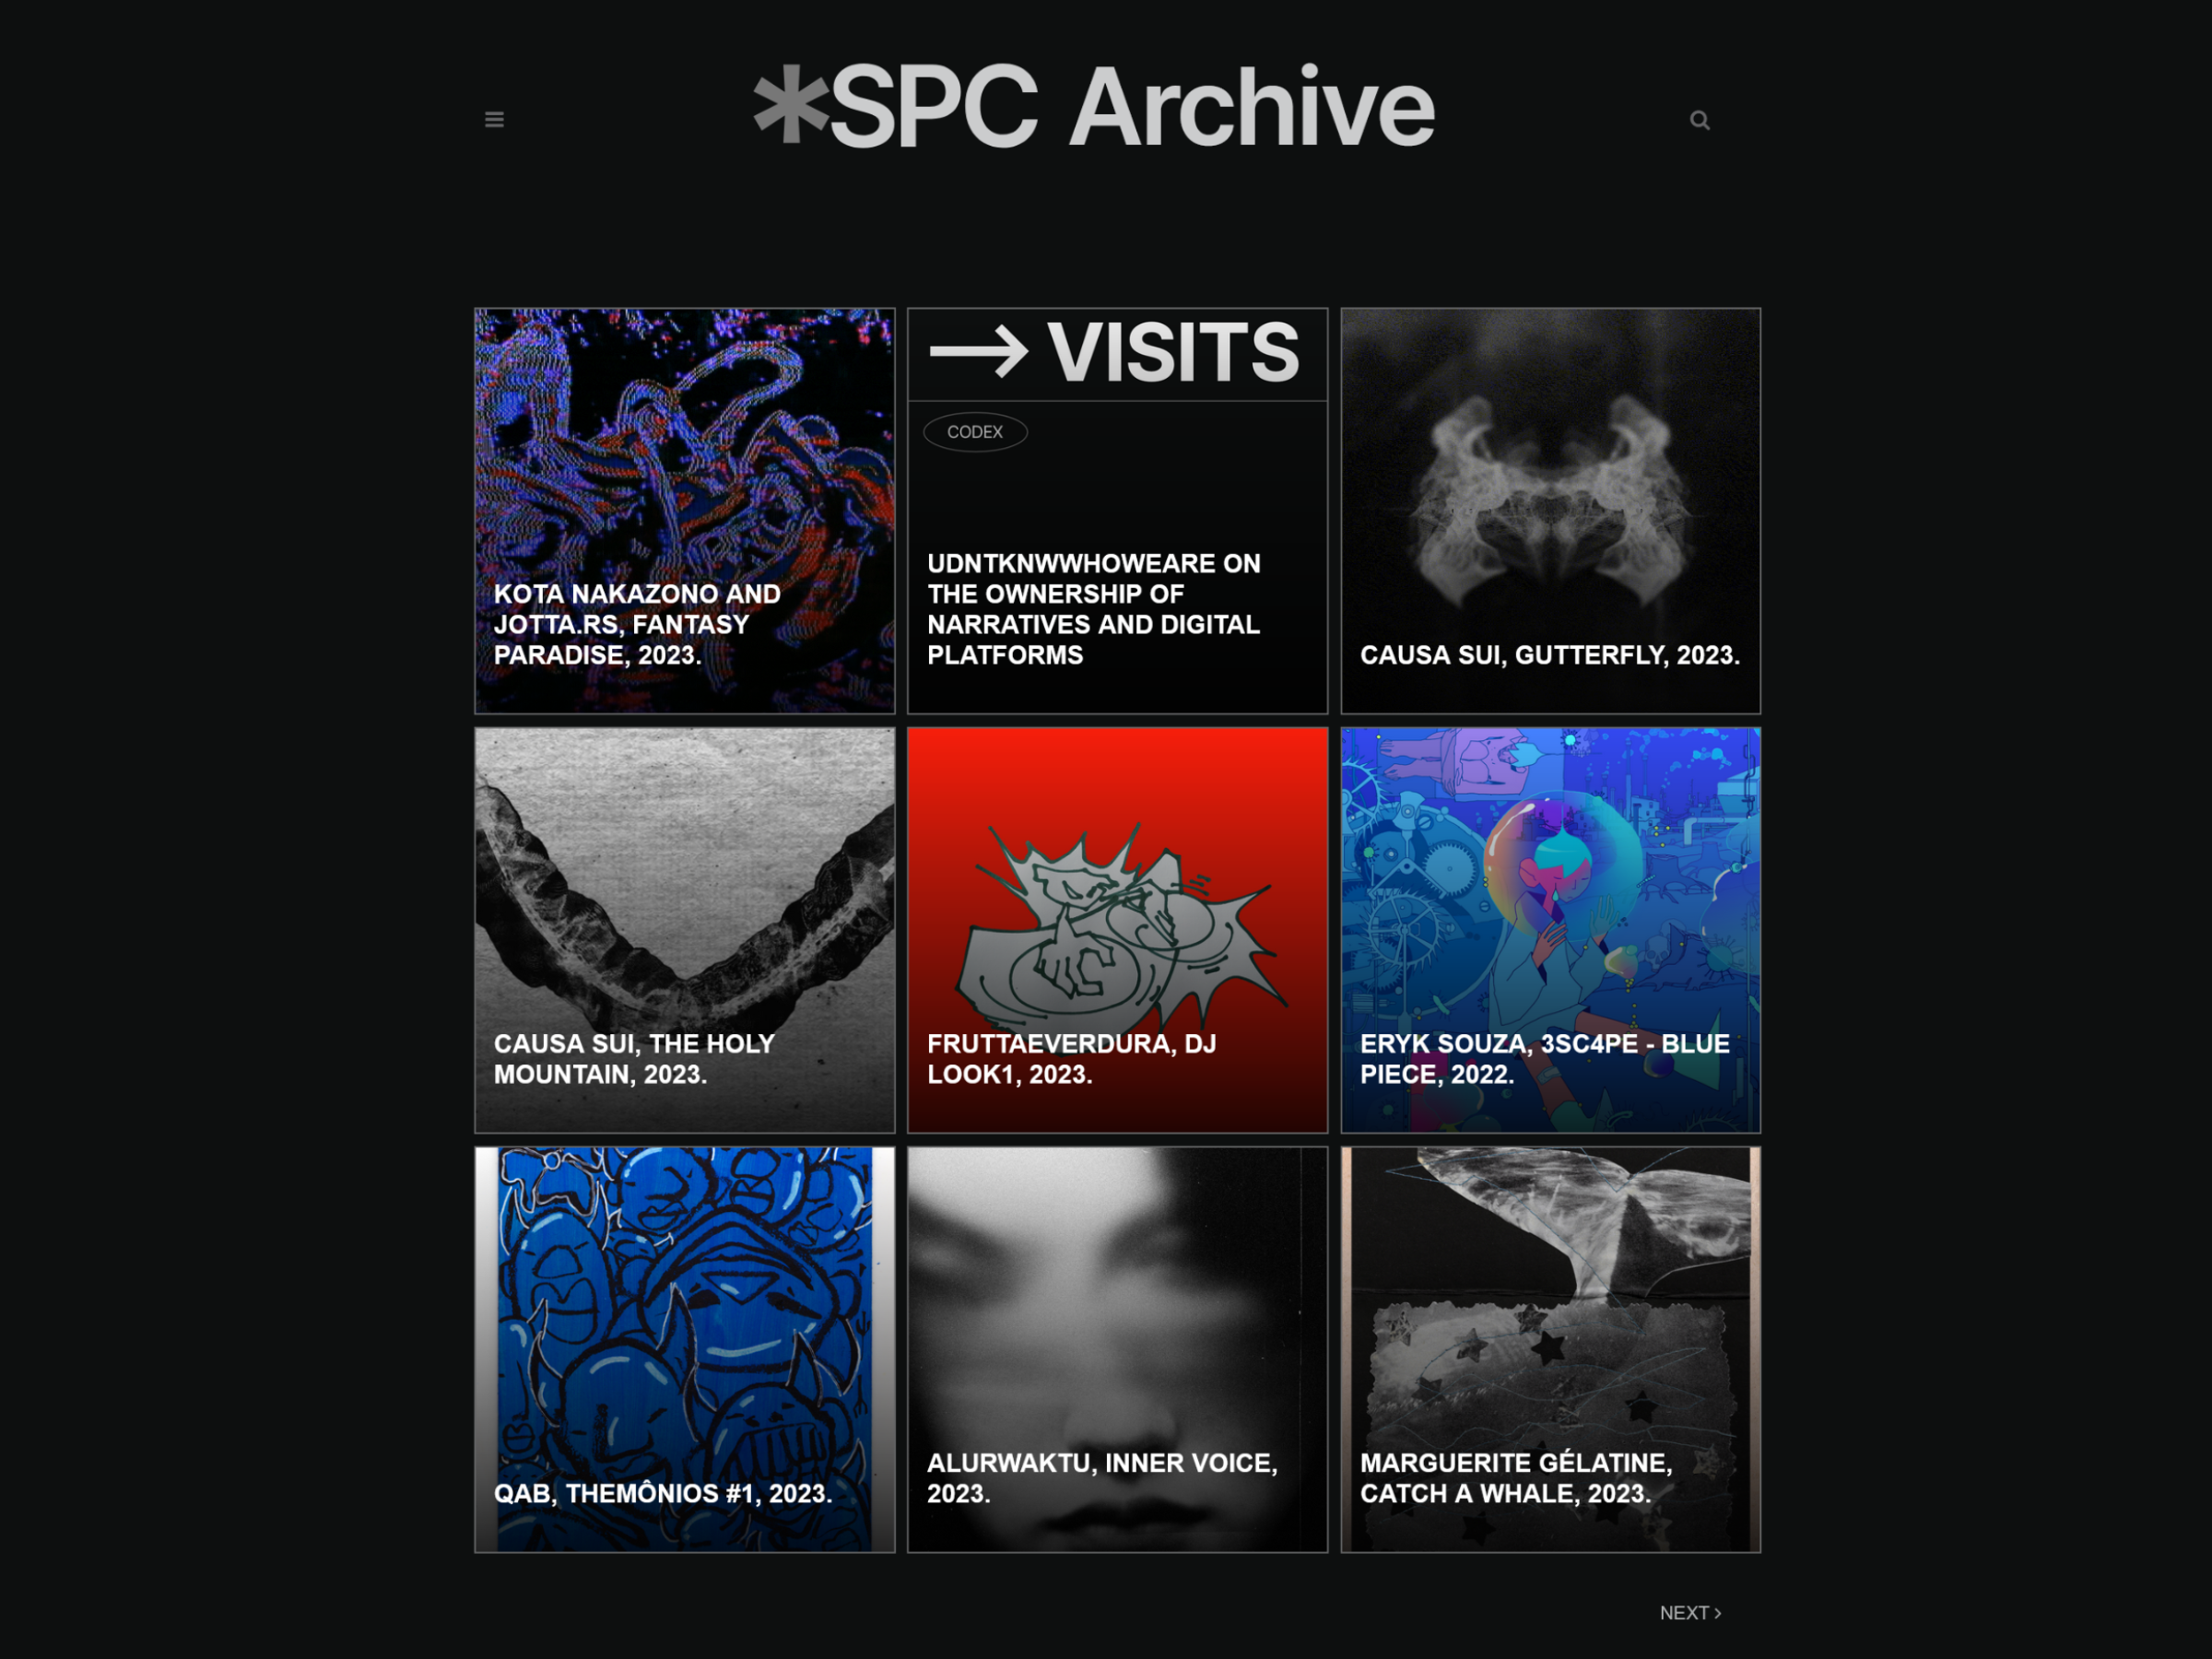 *SPC Archive
→ VISITS
CODEX
KOTA NAKAZONO AND
JOTTA.RS, FANTASY
PARADISE, 2023.
UDNTKNWWHOWEARE ON
THE OWNERSHIP OF
NARRATIVES AND DIGITAL
PLATFORMS
CAUSA SUI, GUTTERFLY, 2023.
CAUSA SUI, THE HOLY
MOUNTAIN, 2023.
FRUTTAEVERDURA, DJ
LOOK1, 2023.
ERYK SOUZA, 3SC4PE - BLUE
PIECE, 2022.
QAB, THEMÔNIOS #1, 2023.
ALURWAKTU, INNER VOICE,
2023.
MARGUERITE GÉLATINE,
CATCH A WHALE, 2023.
NEXT >